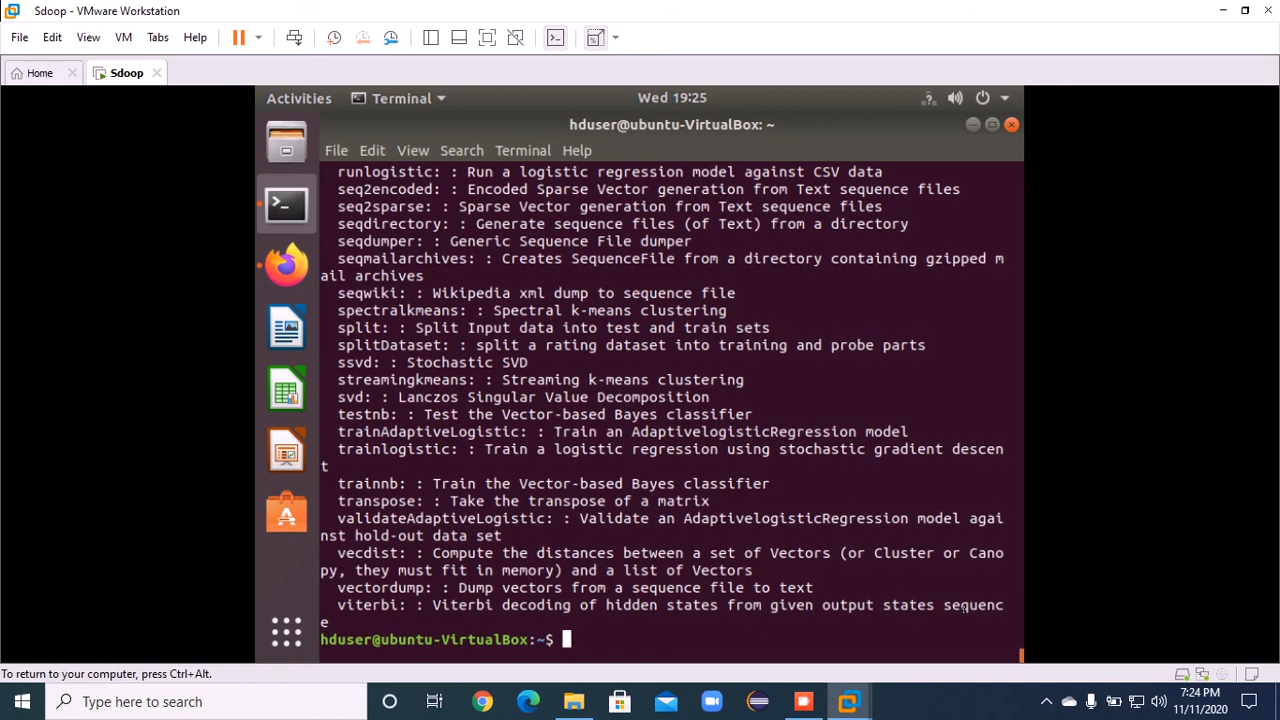 Sdoop - VMware Workstation
File Edit View VM Tabs Help
Home Sdoop
Activities Terminal Wed 19:25
hduser@ubuntu-VirtualBox: ~
File Edit View Search Terminal Help
runlogistic: : Run a logistic regression model against CSV data
seq2encoded: : Encoded Sparse Vector generation from Text sequence files
seq2sparse: : Sparse Vector generation from Text sequence files
seqdirectory: : Generate sequence files (of Text) from a directory
seqdumper: : Generic Sequence File dumper
seqmailarchives: : Creates SequenceFile from a directory containing gzipped m
ail archives
seqwiki: : Wikipedia xml dump to sequence file
spectralkmeans: : Spectral k-means clustering
split: : Split Input data into test and train sets
splitDataset: : split a rating dataset into training and probe parts
ssvd: : Stochastic SVD
streamingkmeans: : Streaming k-means clustering
svd: : Lanczos Singular Value Decomposition
testnb: : Test the Vector-based Bayes classifier
trainAdaptiveLogistic: : Train an AdaptivelogisticRegression model
trainlogistic: : Train a logistic regression using stochastic gradient descen
t
trainnb: : Train the Vector-based Bayes classifier
transpose: : Take the transpose of a matrix
validateAdaptiveLogistic: : Validate an AdaptivelogisticRegression model agai
nst hold-out data set
vecdist: : Compute the distances between a set of Vectors (or Cluster or Cano
py, they must fit in memory) and a list of Vectors
vectordump: : Dump vectors from a sequence file to text
viterbi: : Viterbi decoding of hidden states from given output states sequenc
e
hduser@ubuntu-VirtualBox:~$
To return to your computer, press Ctrl+Alt.
Type here to search
7:24 PM
11/11/2020